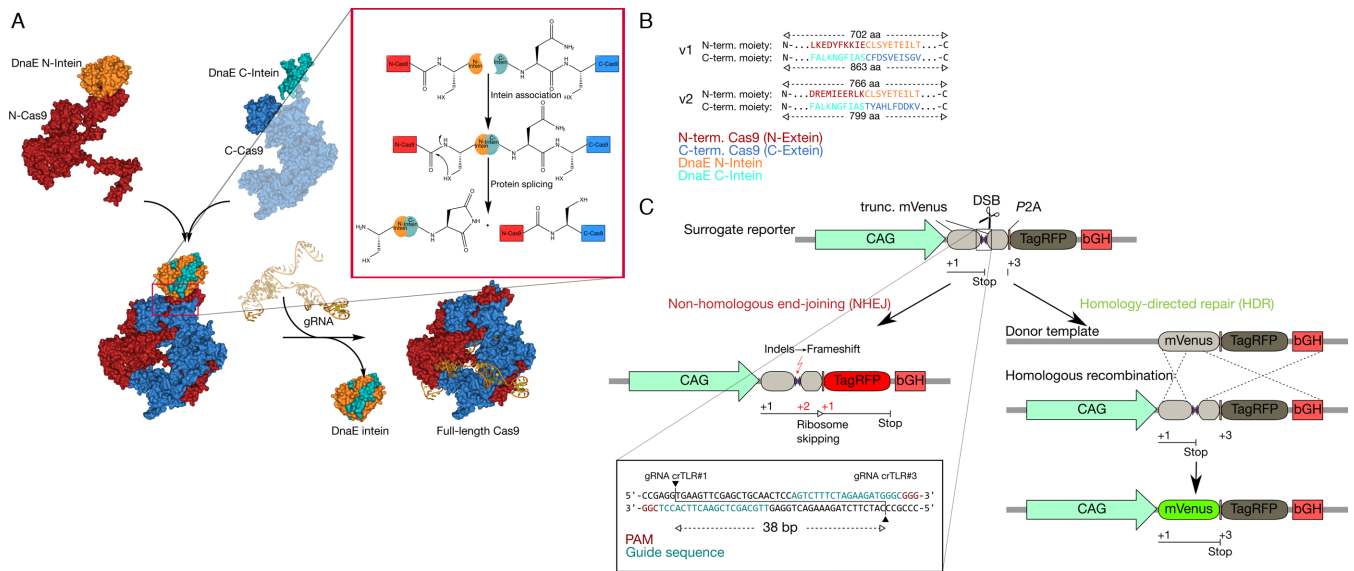 A
DnaE N-Intein
N-Cas9
DnaE C-Intein
C-Cas9
gRNA
DnaE intein
Full-length Cas9
N-Cas9
O
N-Intein
C-Intein
O
NH₂
C-Cas9
HX
Intein association
Protein splicing
H₂N
XH
B
v1
702 aa
N-term. moiety: N-...LKEDYFKKIECLSYETEILT...-C
C-term. moiety: N-...FALKNGFIASCFDSVEISGV...-C
863 aa
v2
766 aa
N-term. moiety: N-...DREMIEERLKCLSYETEILT...-C
C-term. moiety: N-...FALKNGFIASTYAHLFDDKV...-C
799 aa
N-term. Cas9 (N-Extein)
C-term. Cas9 (C-Extein)
DnaE N-Intein
DnaE C-Intein
C
trunc. mVenus
DSB
P2A
Surrogate reporter
CAG
TagRFP
bGH
+1
Stop
+3
Non-homologous end-joining (NHEJ)
Indels→Frameshift
CAG
TagRFP
bGH
+1
+2
+1
Ribosome
skipping
Stop
gRNA crTLR#1
gRNA crTLR#3
5'-CCGAGGTGAAGTTCGAGCTGCAACTCCAGTCTTTCTAGAAGATGGGCGGG-3'
3'-GGCTCCACTTCAAGCTCGACGTTGAGGTCAGAAAGATCTTCTACCCGCCC-5'
38 bp
PAM
Guide sequence
Homology-directed repair (HDR)
Donor template
mVenus
TagRFP
bGH
Homologous recombination
CAG
TagRFP
bGH
+1
Stop
+3
CAG
mVenus
TagRFP
bGH
+1
Stop
+3